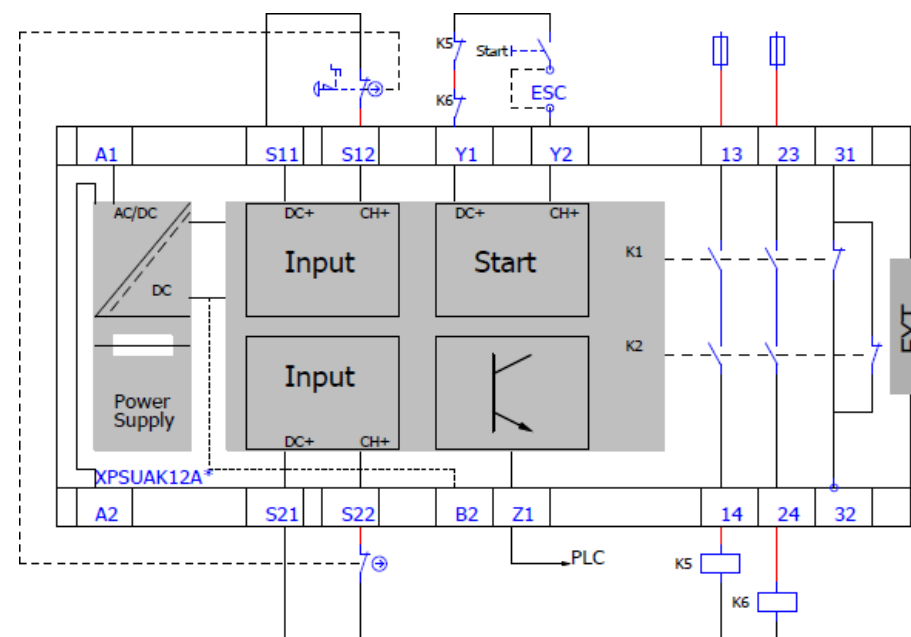 K5
Start
K6
ESC
A1
S11
S12
Y1
Y2
13
23
31
AC/DC
DC
DC+
CH+
Input
DC+
CH+
Start
K1
K2
EXT
Power
Supply
Input
DC+
CH+
XPSUAK12A*
A2
S21
S22
B2
Z1
14
24
32
PLC
K5
K6